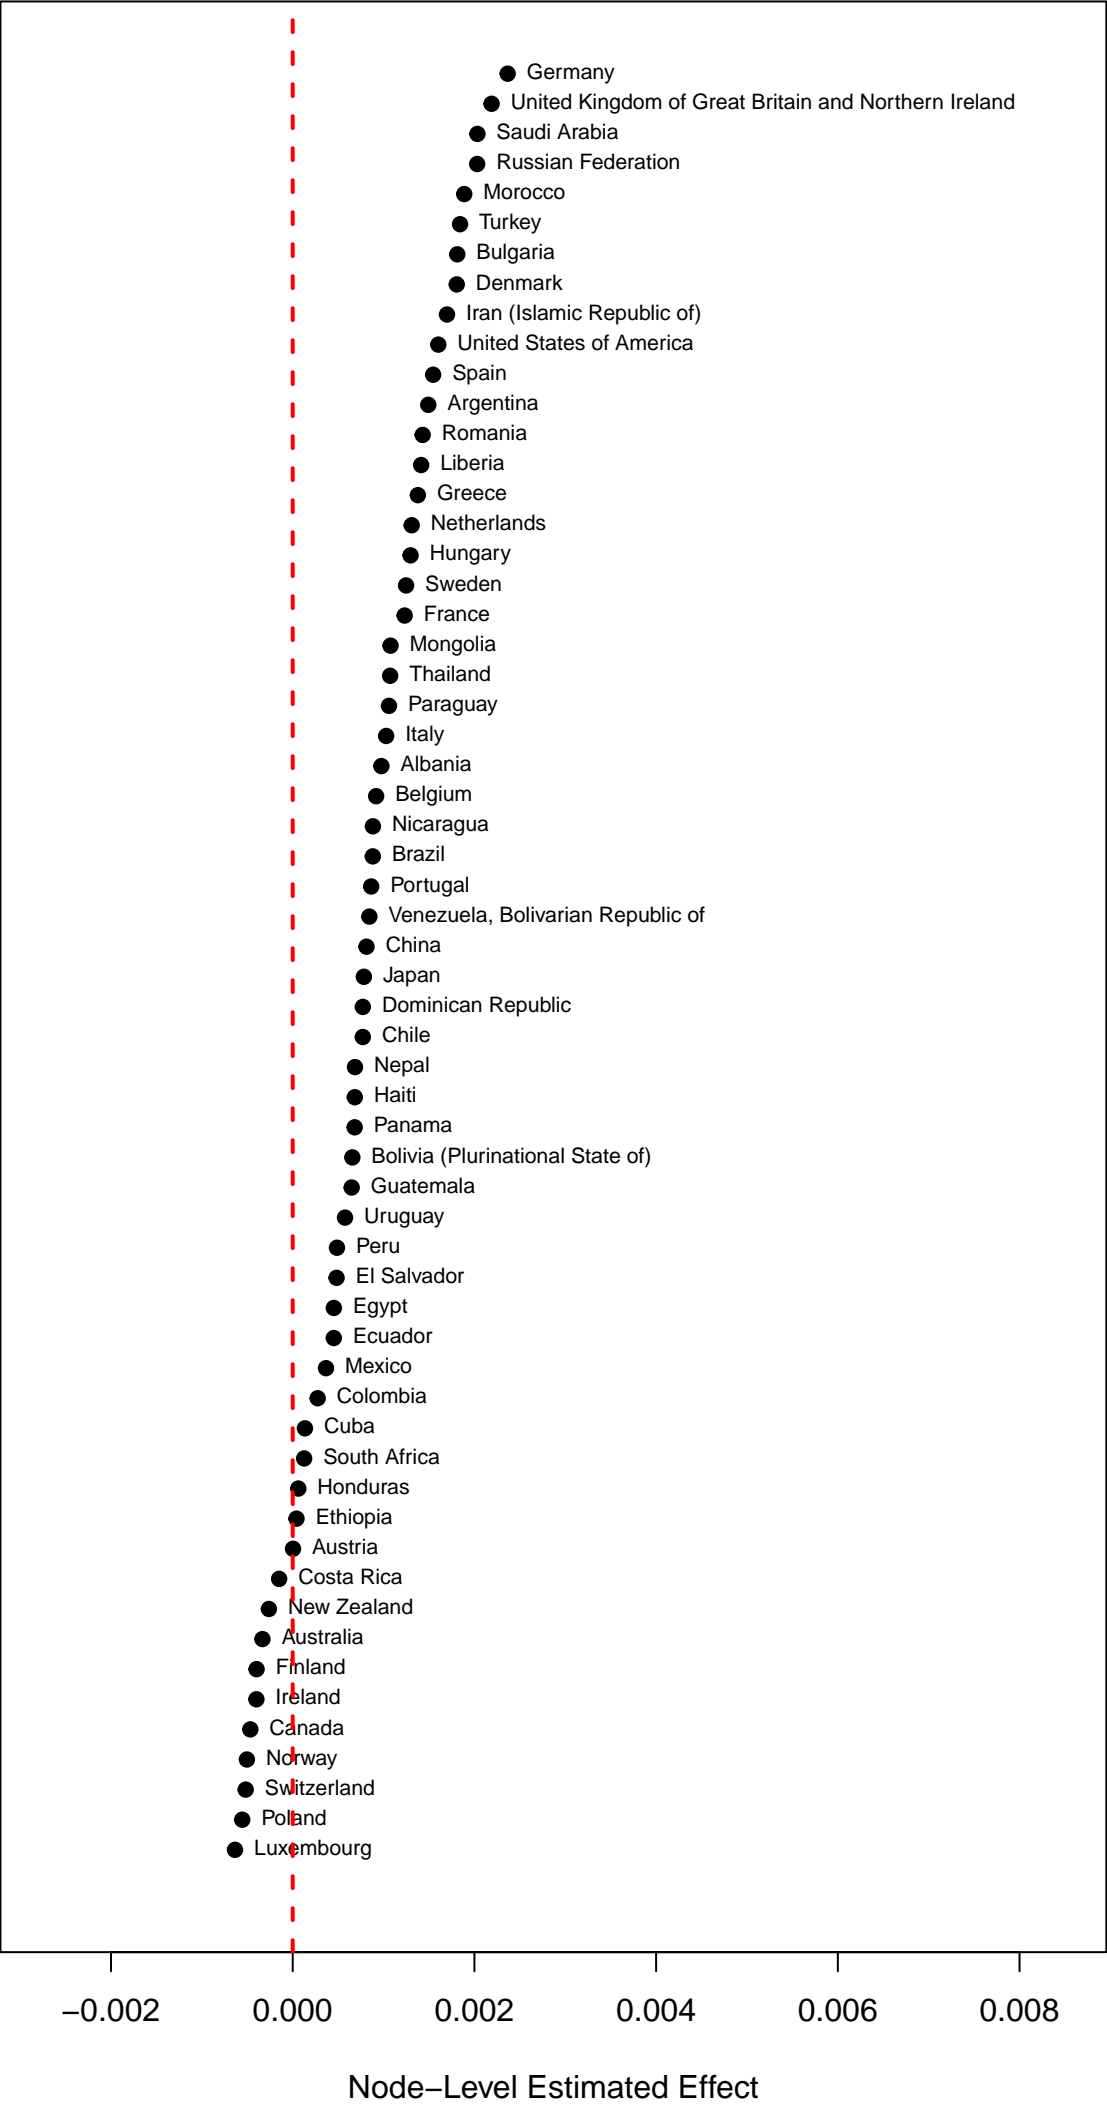 Germany
United Kingdom of Great Britain and Northern Ireland
Saudi Arabia
Russian Federation
Morocco
Turkey
Bulgaria
Denmark
Iran (Islamic Republic of)
United States of America
Spain
Argentina
Romania
Liberia
Greece
Netherlands
Hungary
Sweden
France
Mongolia
Thailand
Paraguay
Italy
Albania
Belgium
Nicaragua
Brazil
Portugal
Venezuela, Bolivarian Republic of
China
Japan
Dominican Republic
Chile
Nepal
Haiti
Panama
Bolivia (Plurinational State of)
Guatemala
Uruguay
Peru
El Salvador
Egypt
Ecuador
Mexico
Colombia
Cuba
South Africa
Honduras
Ethiopia
Austria
Costa Rica
New Zealand
Australia
Finland
Ireland
Canada
Norway
Switzerland
Poland
Luxembourg
−0.002 0.000 0.002 0.004 0.006 0.008
Node−Level Estimated Effect